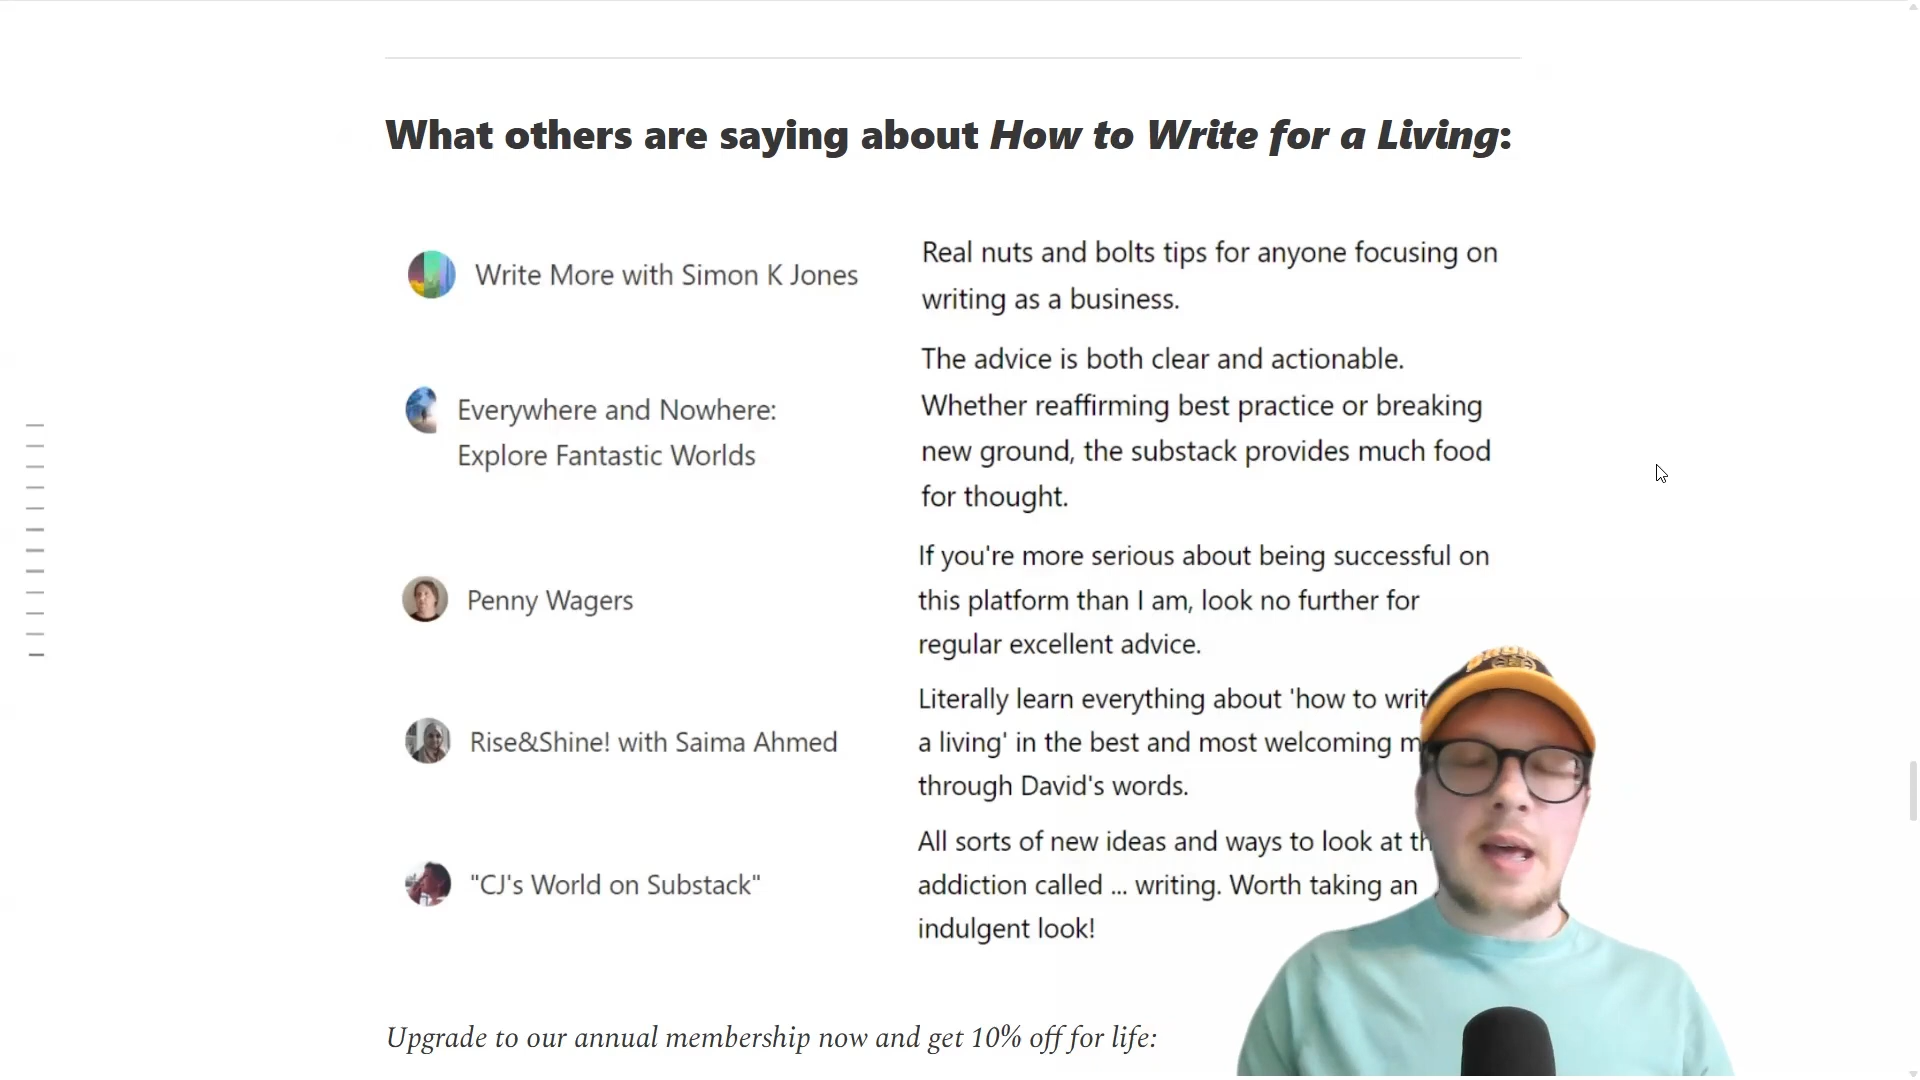 What others are saying about How to Write for a Living:
Write More with Simon K Jones
Real nuts and bolts tips for anyone focusing on
writing as a business.
Everywhere and Nowhere:
Explore Fantastic Worlds
The advice is both clear and actionable.
Whether reaffirming best practice or breaking
new ground, the substack provides much food
for thought.
Penny Wagers
If you're more serious about being successful on
this platform than I am, look no further for
regular excellent advice.
Rise&Shine! with Saima Ahmed
Literally learn everything about 'how to
a living' in the best and most welcoming
through David's words.
"CJ's World on Substack"
All sorts of new ideas and ways to look at
addiction called ... writing. Worth taking an
indulgent look!
Upgrade to our annual membership now and get 10% off for life: